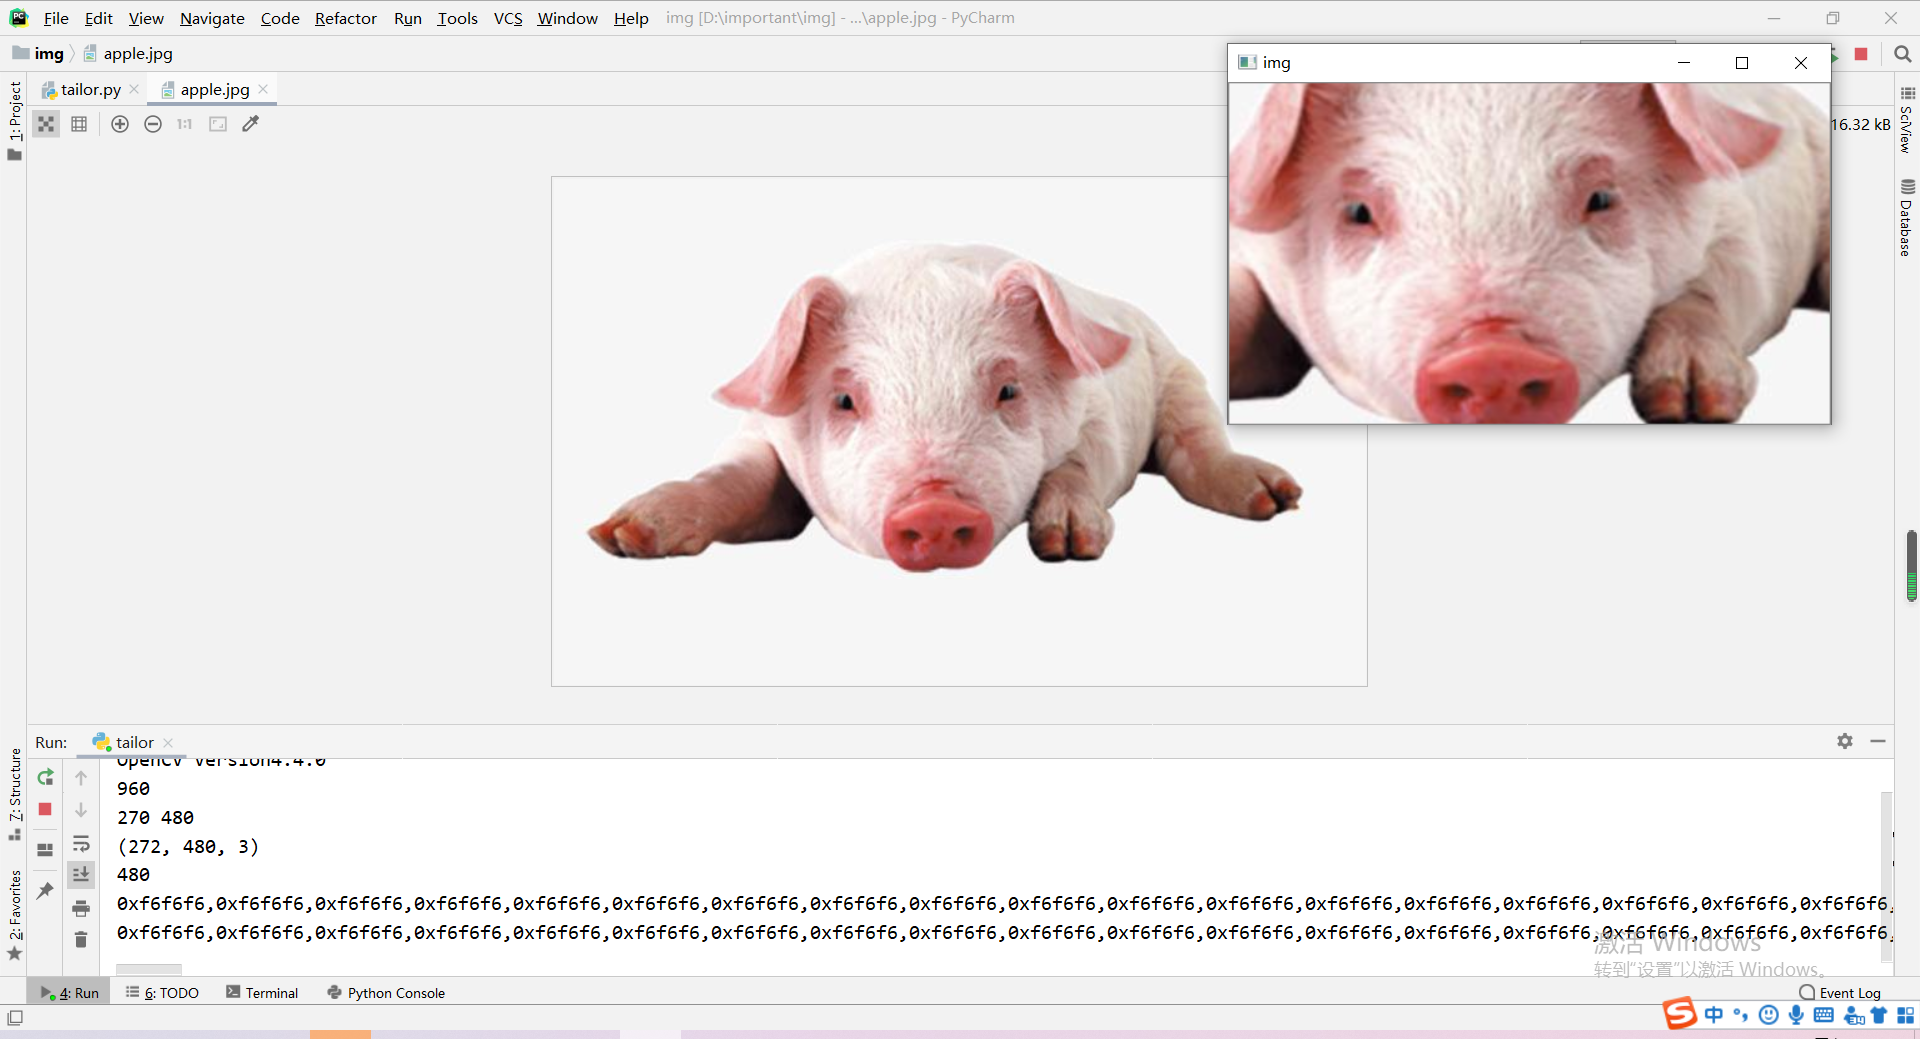 File Edit View Navigate Code Refactor Run Tools VCS Window Help img [D:\important\img] - ...\apple.jpg - PyCharm
img apple.jpg
img
tailor.py apple.jpg
1:1
16.32 kB
1: Project
SciView
Database
Run: tailor
OpenCV Version4.4.0
960
270 480
(272, 480, 3)
480
0xf6f6f6,0xf6f6f6,0xf6f6f6,0xf6f6f6,0xf6f6f6,0xf6f6f6,0xf6f6f6,0xf6f6f6,0xf6f6f6,0xf6f6f6,0xf6f6f6,0xf6f6f6,0xf6f6f6,0xf6f6f6,0xf6f6f6,0xf6f6f6,0xf6f6f6,0xf6f6f6,
0xf6f6f6,0xf6f6f6,0xf6f6f6,0xf6f6f6,0xf6f6f6,0xf6f6f6,0xf6f6f6,0xf6f6f6,0xf6f6f6,0xf6f6f6,0xf6f6f6,0xf6f6f6,0xf6f6f6,0xf6f6f6,0xf6f6f6,0xf6f6f6,0xf6f6f6,0xf6f6f6,
7: Structure
2: Favorites
激活 Windows
转到“设置”以激活 Windows。
4: Run 6: TODO Terminal Python Console Event Log
中